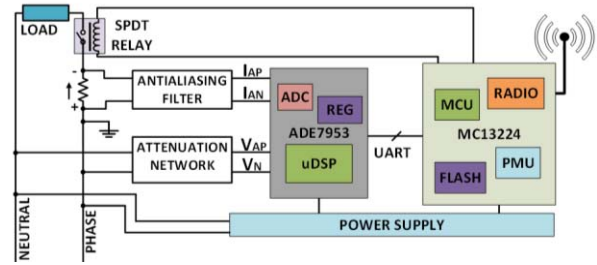 LOAD
SPDT
RELAY
-
+
ANTIALIASING
FILTER
IAP
IAN
ATTENUATION
NETWORK
VAP
VN
ADC
REG
ADE7953
uDSP
UART
MCU
RADIO
MC13224
FLASH
PMU
POWER SUPPLY
NEUTRAL
PHASE